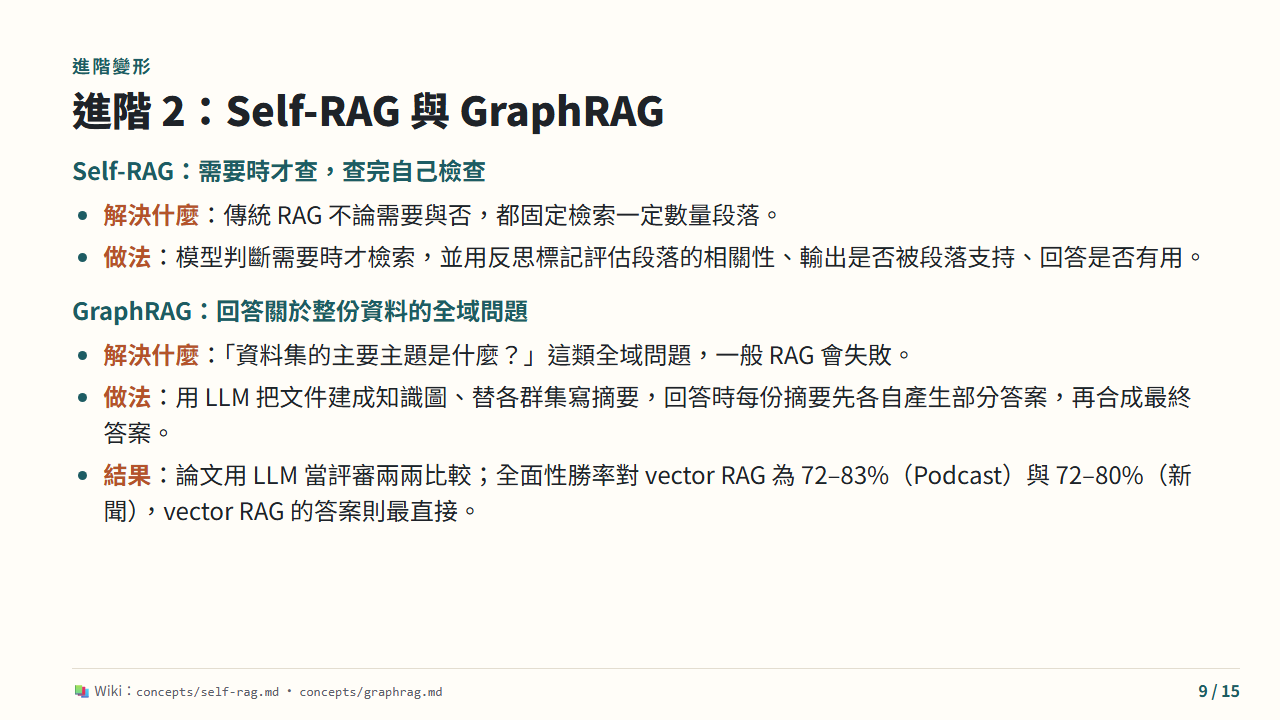 進階變形
進階 2：Self-RAG 與 GraphRAG
Self-RAG：需要時才查，查完自己檢查
• 解決什麼：傳統 RAG 不論需要與否，都固定檢索一定數量段落。
• 做法：模型判斷需要時才檢索，並用反思標記評估段落的相關性、輸出是否被段落支持、回答是否有用。
GraphRAG：回答關於整份資料的全域問題
• 解決什麼：「資料集的主要主題是什麼？」這類全域問題，一般 RAG 會失敗。
• 做法：用 LLM 把文件建成知識圖、替各群集寫摘要，回答時每份摘要先各自產生部分答案，再合成最終
答案。
• 結果：論文用 LLM 當評審兩兩比較；全面性勝率對 vector RAG 為 72–83%（Podcast）與 72–80%（新
聞），vector RAG 的答案則最直接。
Wiki：concepts/self-rag.md · concepts/graphrag.md
9 / 15